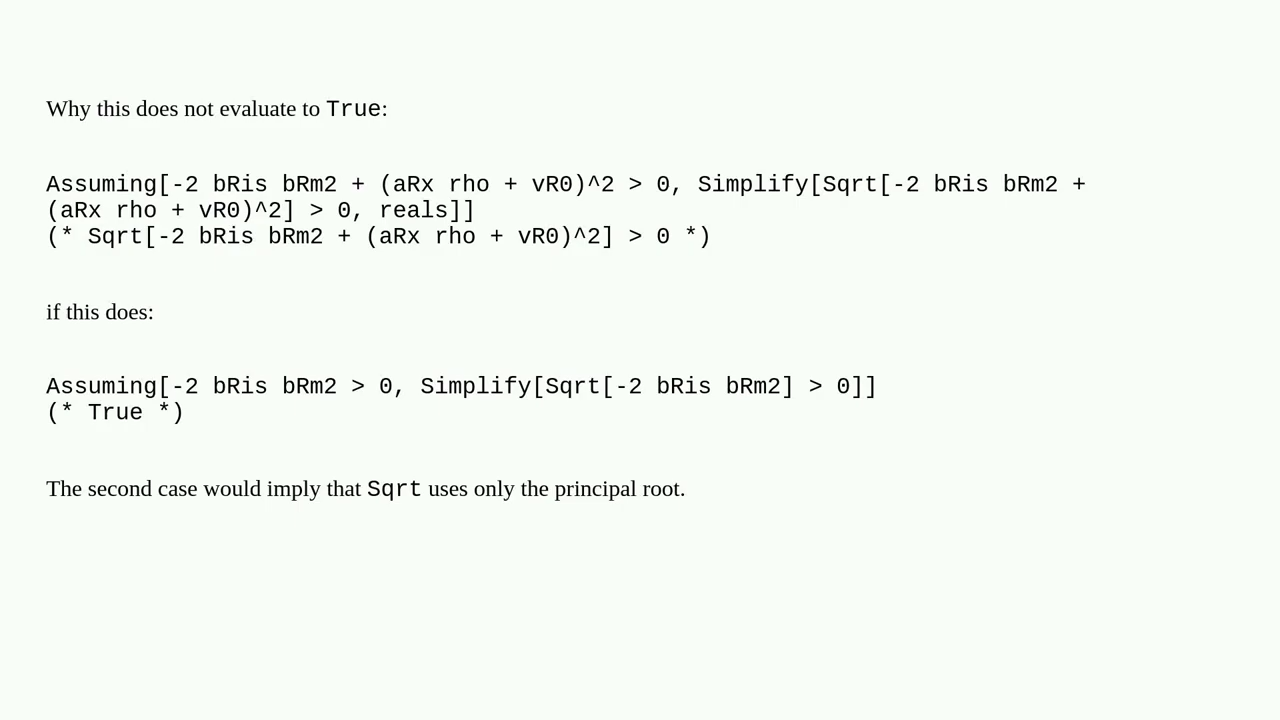 Why this does not evaluate to True:
Assuming[-2 bRis bRm2 + (aRx rho + vR0)^2 > 0, Simplify[Sqrt[-2 bRis bRm2 +
(aRx rho + vR0)^2] > 0, reals]]
(* Sqrt[-2 bRis bRm2 + (aRx rho + vR0)^2] > 0 *)
if this does:
Assuming[-2 bRis bRm2 > 0, Simplify[Sqrt[-2 bRis bRm2] > 0]]
(* True *)
The second case would imply that Sqrt uses only the principal root.